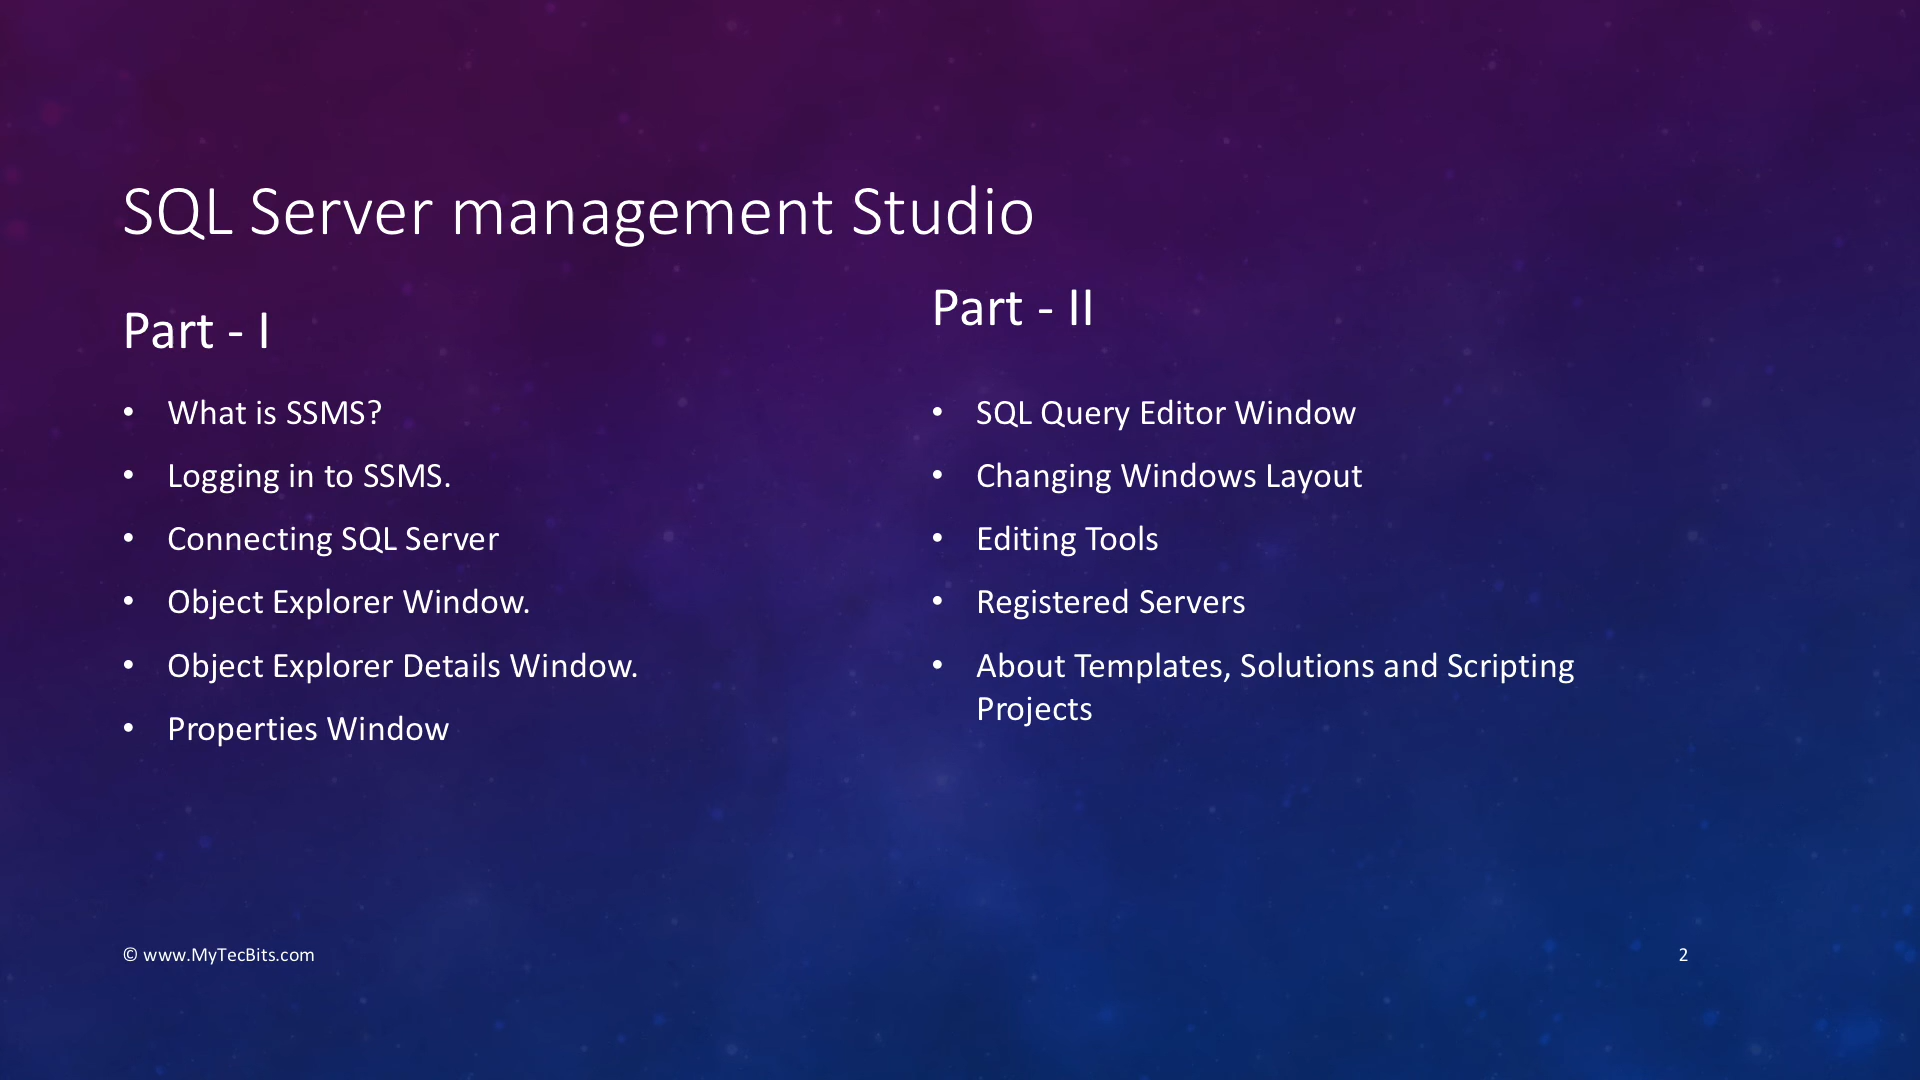 SQL Server management Studio
Part - I
• What is SSMS?
• Logging in to SSMS.
• Connecting SQL Server
• Object Explorer Window.
• Object Explorer Details Window.
• Properties Window
Part - II
• SQL Query Editor Window
• Changing Windows Layout
• Editing Tools
• Registered Servers
• About Templates, Solutions and Scripting
Projects
© www.MyTecBits.com
2